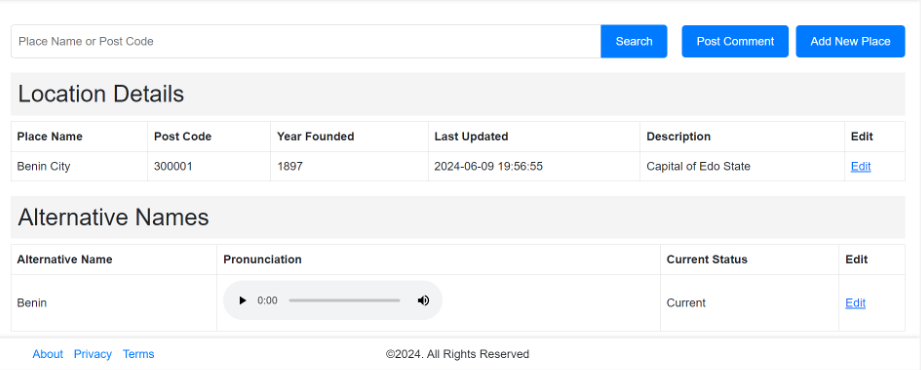 Place Name or Post Code Search Post Comment Add New Place
Location Details
Place Name Post Code Year Founded Last Updated Description Edit
Benin City 300001 1897 2024-06-09 19:56:55 Capital of Edo State Edit
Alternative Names
Alternative Name Pronunciation Current Status Edit
Benin 0:00 Current Edit
About Privacy Terms ©2024. All Rights Reserved